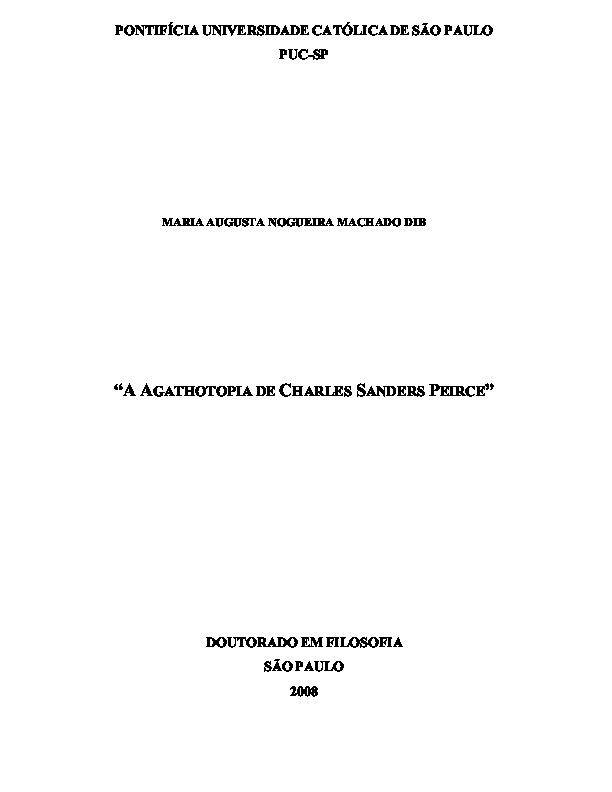 PONTIFÍCIA UNIVERSIDADE CATÓLICA DE SÃO PAULO
PUC-SP
MARIA AUGUSTA NOGUEIRA MACHADO DIB
“A AGATHOTOPIA DE CHARLES SANDERS PEIRCE”
DOUTORADO EM FILOSOFIA
SÃO PAULO
2008